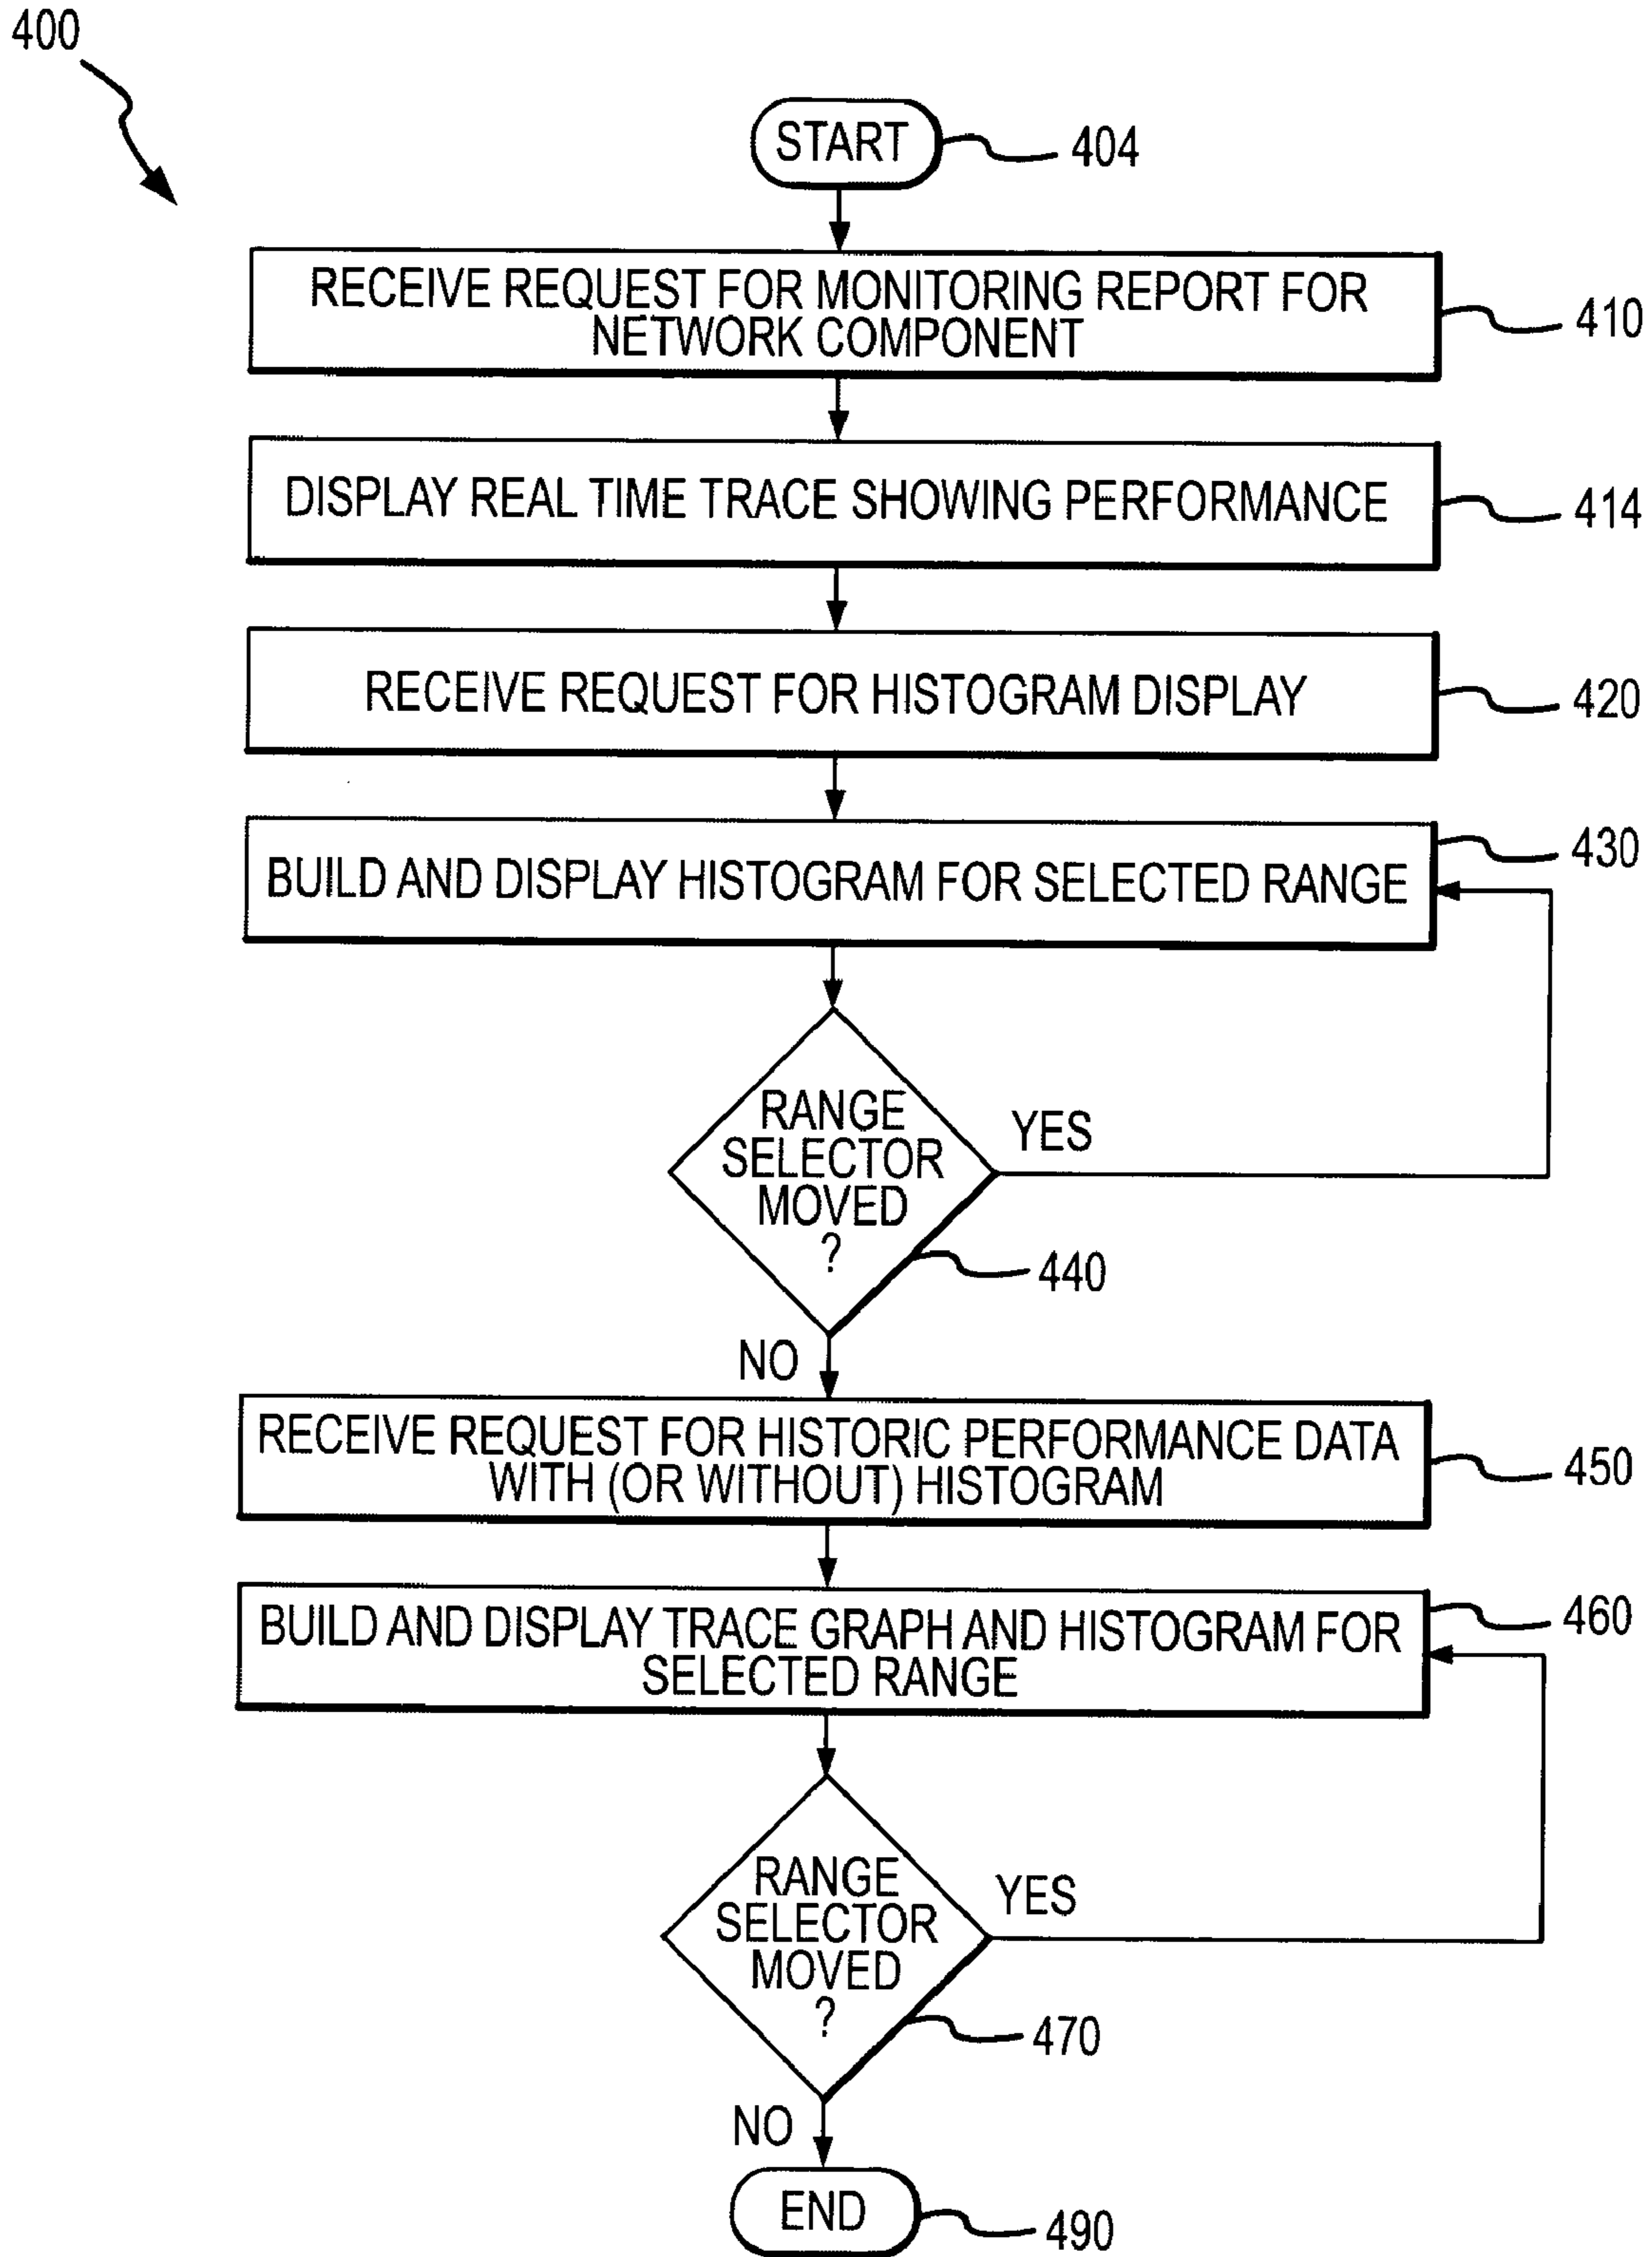 400
START
404
RECEIVE REQUEST FOR MONITORING REPORT FOR
NETWORK COMPONENT
410
DISPLAY REAL TIME TRACE SHOWING PERFORMANCE
414
RECEIVE REQUEST FOR HISTOGRAM DISPLAY
420
BUILD AND DISPLAY HISTOGRAM FOR SELECTED RANGE
430
RANGE
SELECTOR
MOVED
?
YES
440
NO
RECEIVE REQUEST FOR HISTORIC PERFORMANCE DATA
WITH (OR WITHOUT) HISTOGRAM
450
BUILD AND DISPLAY TRACE GRAPH AND HISTOGRAM FOR
SELECTED RANGE
460
RANGE
SELECTOR
MOVED
?
YES
470
NO
END
490